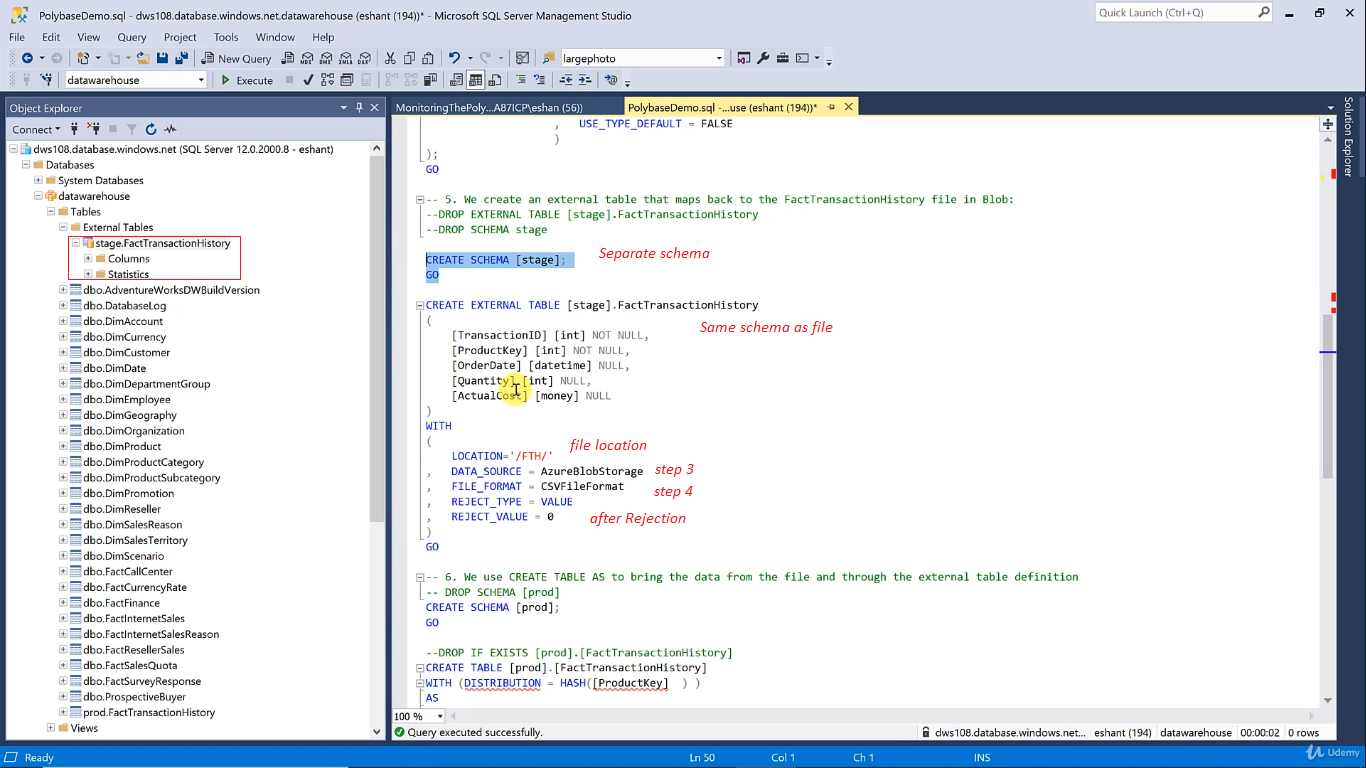 PolybaseDemo.sql - dws108.database.windows.net.datawarehouse (eshant (194))* - Microsoft SQL Server Management Studio
Quick Launch (Ctrl+Q)
File Edit View Query Project Tools Window Help
New Query
largephoto
datawarehouse
Execute
Object Explorer
MonitoringThePoly...A87ICP\eshan (56))
PolybaseDemo.sql -...use (eshant (194))*
Solution Explorer
Connect
dws108.database.windows.net (SQL Server 12.0.2000.8 - eshant)
Databases
System Databases
datawarehouse
Tables
External Tables
stage.FactTransactionHistory
Columns
Statistics
dbo.AdventureWorksDWBuildVersion
dbo.DatabaseLog
dbo.DimAccount
dbo.DimCurrency
dbo.DimCustomer
dbo.DimDate
dbo.DimDepartmentGroup
dbo.DimEmployee
dbo.DimGeography
dbo.DimOrganization
dbo.DimProduct
dbo.DimProductCategory
dbo.DimProductSubcategory
dbo.DimPromotion
dbo.DimReseller
dbo.DimSalesReason
dbo.DimSalesTerritory
dbo.DimScenario
dbo.FactCallCenter
dbo.FactCurrencyRate
dbo.FactFinance
dbo.FactInternetSales
dbo.FactInternetSalesReason
dbo.FactResellerSales
dbo.FactSalesQuota
dbo.FactSurveyResponse
dbo.ProspectiveBuyer
prod.FactTransactionHistory
Views
, USE_TYPE_DEFAULT = FALSE
)
);
GO
-- 5. We create an external table that maps back to the FactTransactionHistory file in Blob:
--DROP EXTERNAL TABLE [stage].FactTransactionHistory
--DROP SCHEMA stage
CREATE SCHEMA [stage]; Separate schema
GO
CREATE EXTERNAL TABLE [stage].FactTransactionHistory
( Same schema as file
[TransactionID] [int] NOT NULL,
[ProductKey] [int] NOT NULL,
[OrderDate] [datetime] NULL,
[Quantity] [int] NULL,
[ActualCost] [money] NULL
)
WITH
( file location
LOCATION='/FTH/'
, DATA_SOURCE = AzureBlobStorage step 3
, FILE_FORMAT = CSVFileFormat step 4
, REJECT_TYPE = VALUE
, REJECT_VALUE = 0 after Rejection
)
GO
-- 6. We use CREATE TABLE AS to bring the data from the file and through the external table definition
-- DROP SCHEMA [prod]
CREATE SCHEMA [prod];
GO
--DROP IF EXISTS [prod].[FactTransactionHistory]
CREATE TABLE [prod].[FactTransactionHistory]
WITH (DISTRIBUTION = HASH([ProductKey] ) )
AS
100 %
Query executed successfully.
dws108.database.windows.net... eshant (194) datawarehouse 00:00:02 0 rows
Ready Ln 50 Col 1 Ch 1 INS
Udemy